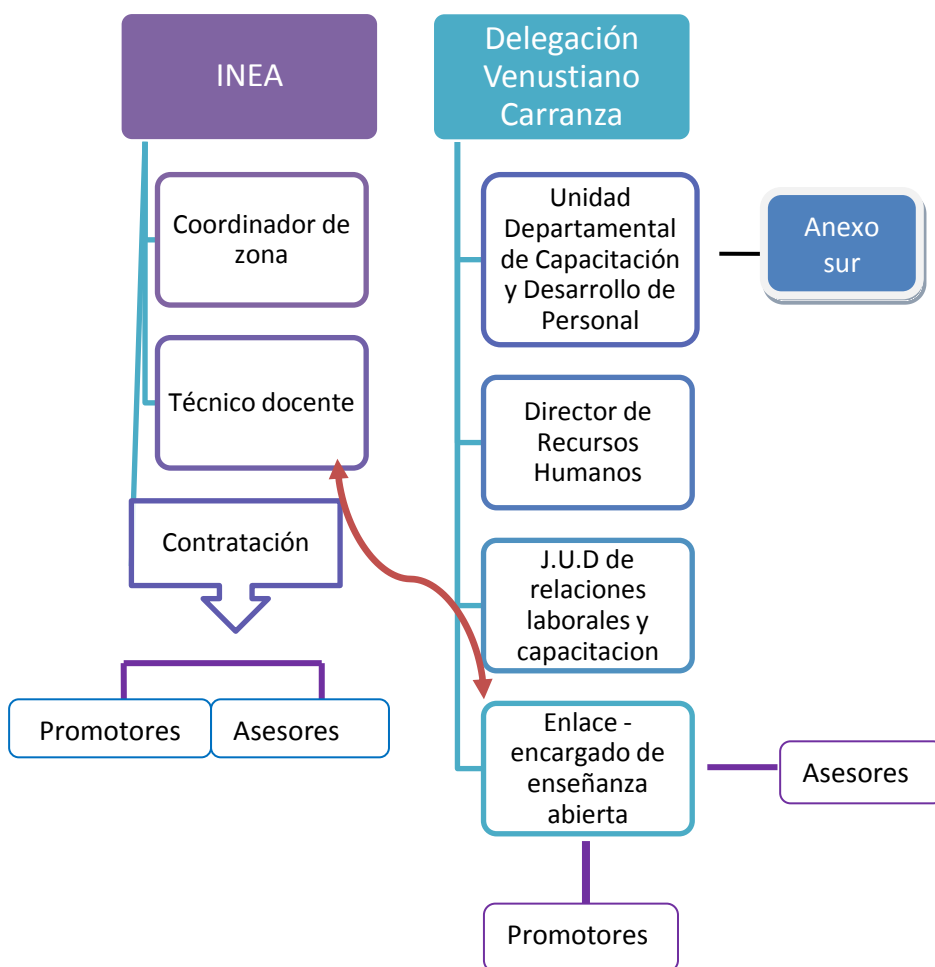 INEA
Coordinador de
zona
Técnico docente
Contratación
Promotores
Asesores
Delegación
Venustiano
Carranza
Unidad
Departamental
de Capacitación
y Desarrollo de
Personal
Anexo
sur
Director de
Recursos
Humanos
J.U.D de
relaciones
laborales y
capacitacion
Enlace -
encargado de
enseñanza
abierta
Asesores
Promotores